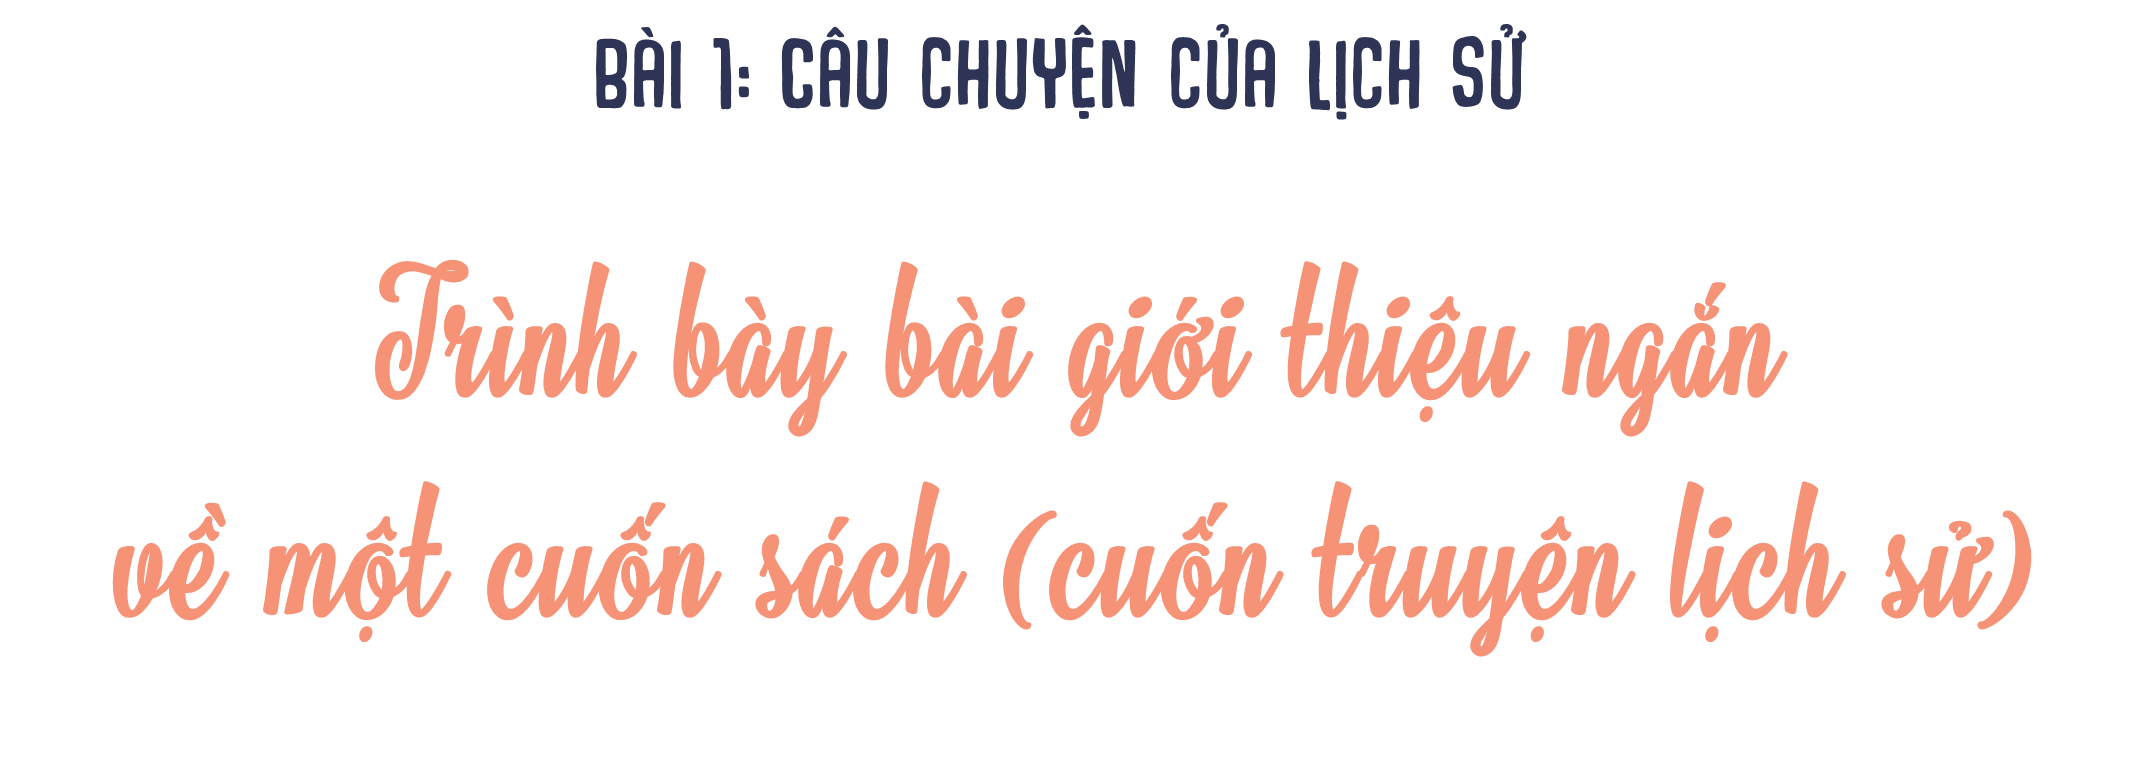 BÀI 1: CÂU CHUYỆN CỦA LỊCH SỬ
Trình bày bài giới thiệu ngắn
về một cuốn sách (cuốn truyện lịch sử)